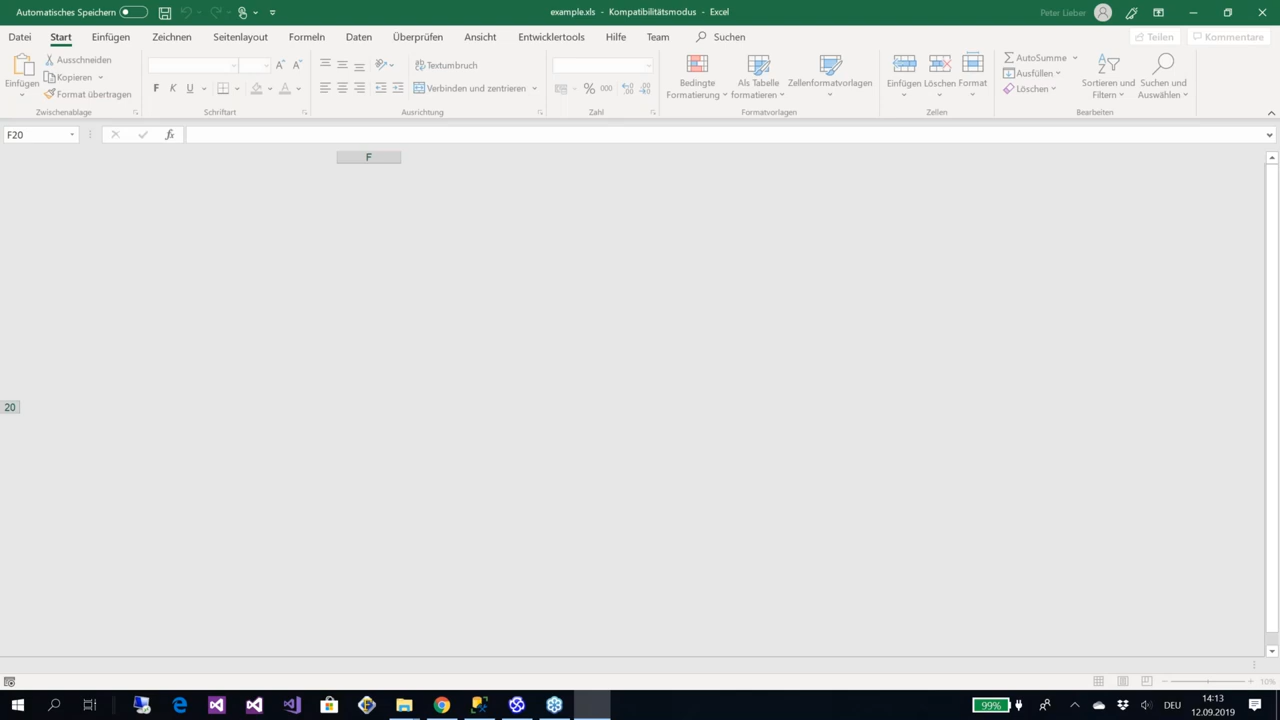 Automatisches Speichern
example.xls - Kompatibilitätsmodus - Excel
Peter Lieber
Datei Start Einfügen Zeichnen Seitenlayout Formeln Daten Überprüfen Ansicht Entwicklertools Hilfe Team Suchen Teilen Kommentare
Einfügen
Ausschneiden
Kopieren
Format übertragen
Zwischenablage
F K U
Schriftart
Textumbruch
Verbinden und zentrieren
Ausrichtung
% 000
Zahl
Bedingte Formatierung
Als Tabelle formatieren
Zellenformatvorlagen
Formatvorlagen
Einfügen Löschen Format
Zellen
AutoSumme
Ausfüllen
Löschen
Sortieren und Filtern
Suchen und Auswählen
Bearbeiten
F20
fx
F
20
10%
99%
DEU
14:13
12.09.2019